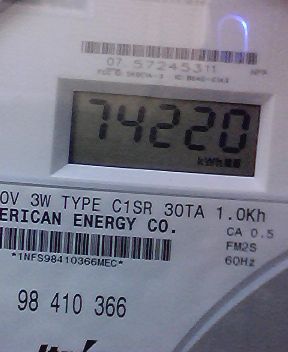 07 57245311
74220
kWh
0V 3W TYPE C1SR 30TA 1.0Kh
ERICAN ENERGY CO.
CA 0.5
FM2S
*1NFS98410366MEC*
60Hz
98 410 366